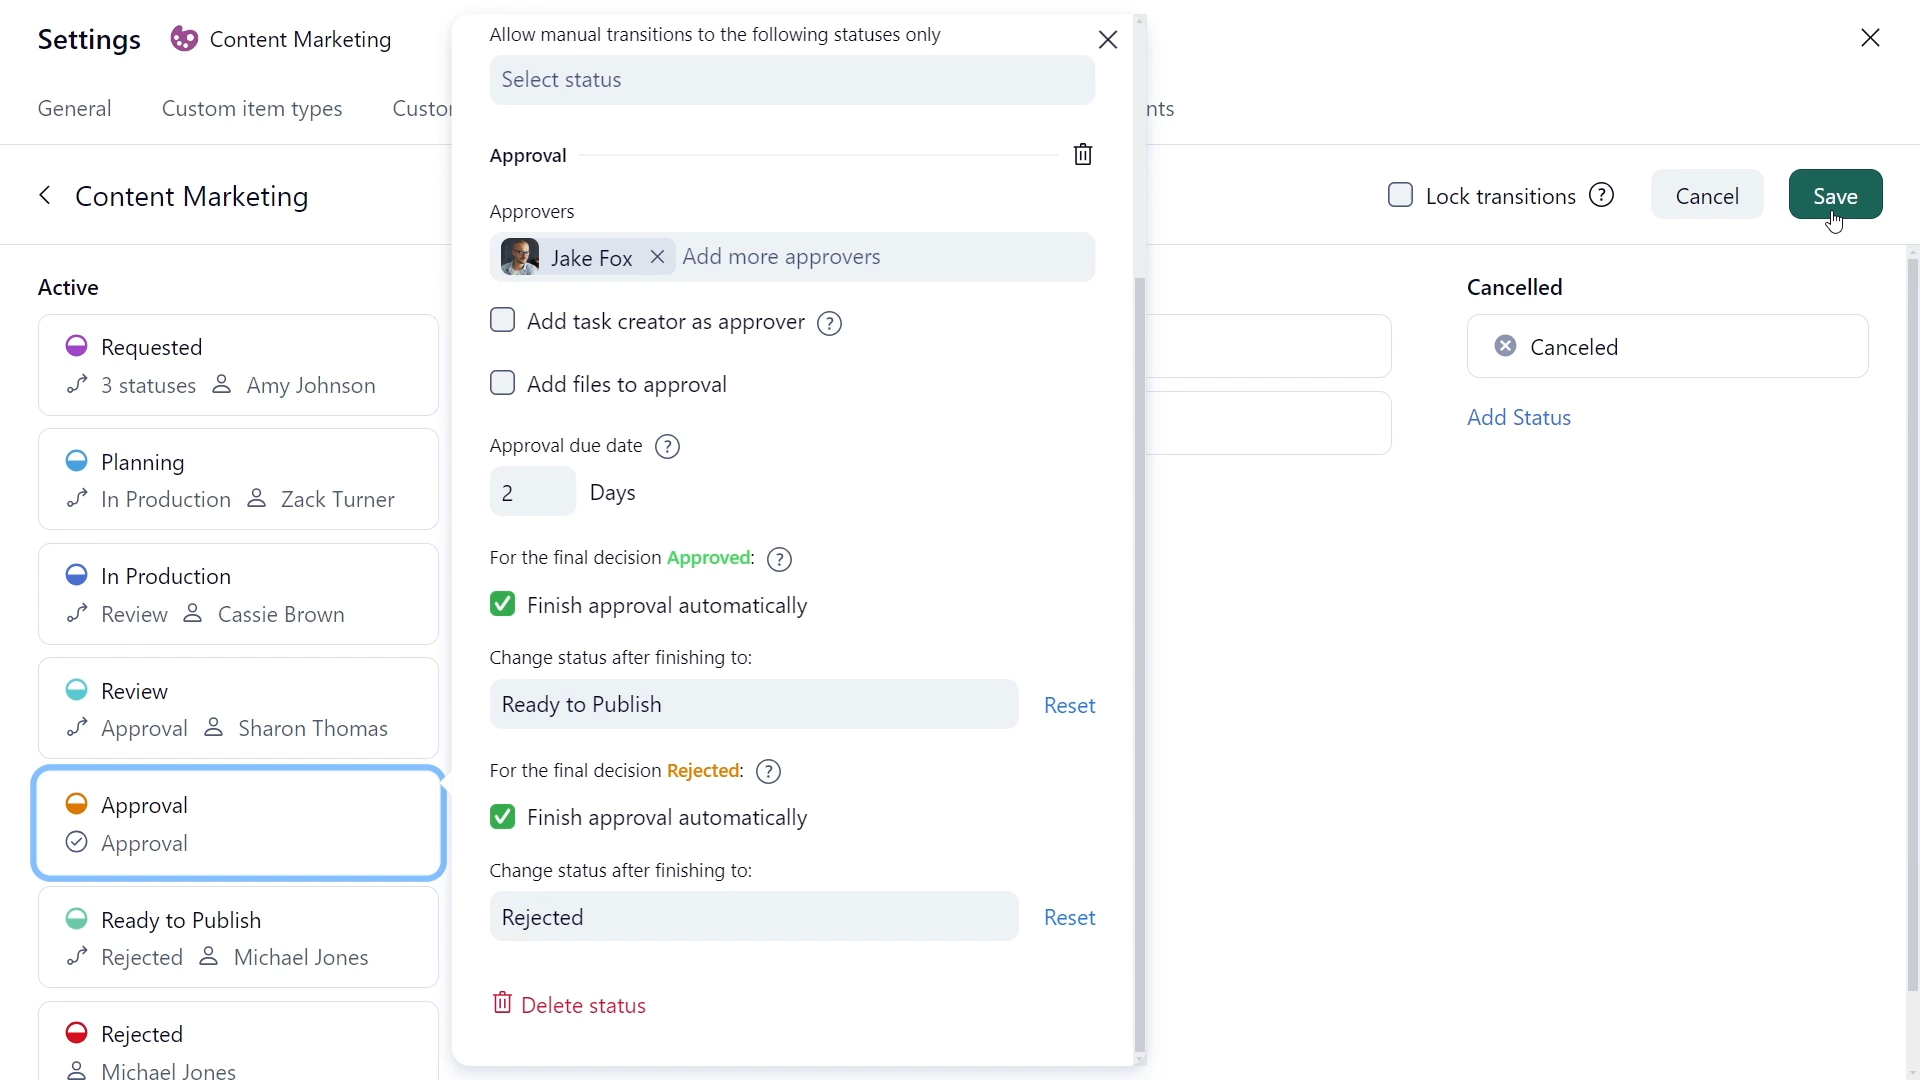 Settings Content Marketing
General Custom item types Custor nts
Content Marketing
Lock transitions ? Cancel Save
Active
Requested
3 statuses Amy Johnson
Planning
In Production Zack Turner
In Production
Review Cassie Brown
Review
Approval Sharon Thomas
Approval
Approval
Ready to Publish
Rejected Michael Jones
Rejected
Michael Jones
Allow manual transitions to the following statuses only
Select status
Approval
Approvers
Jake Fox Add more approvers
Add task creator as approver ?
Add files to approval
Approval due date ?
2 Days
For the final decision Approved: ?
Finish approval automatically
Change status after finishing to:
Ready to Publish Reset
For the final decision Rejected: ?
Finish approval automatically
Change status after finishing to:
Rejected Reset
Delete status
Cancelled
Canceled
Add Status